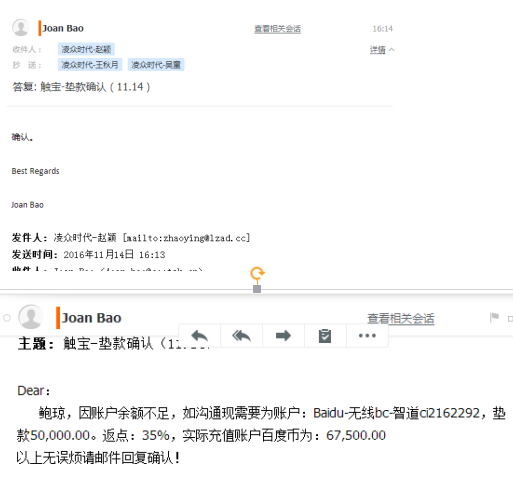 Joan Bao 查看相关会话 16:14
收件人： 凌众时代-赵颖 详情
抄 送： 凌众时代-王秋月 凌众时代-吴童
答复: 触宝-垫款确认（11.14）
确认。
Best Regards
Joan Bao
发件人： 凌众时代-赵颖 [mailto:zhaoying@lzad.cc]
发送时间： 2016年11月14日 16:13
Joan Bao 查看相关会话
主题： 触宝-垫款确认（11.
Dear：
鲍琼，因账户余额不足，如沟通现需要为账户：Baidu-无线bc-智道ci2162292，垫
款50,000.00。返点：35%，实际充值账户百度币为：67,500.00
以上无误烦请邮件回复确认！